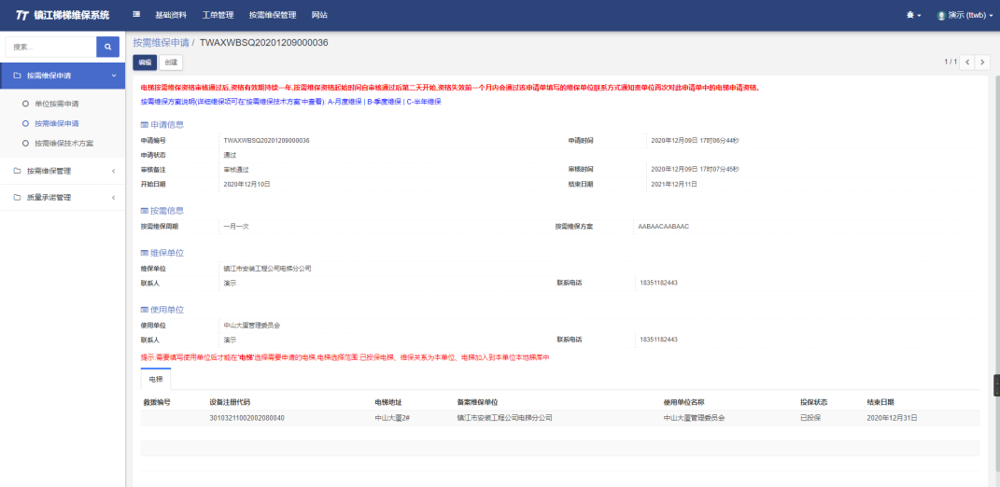 镇江梯梯维保系统 基础资料 工单管理 按需维保管理 网站 演示 (ttwb)
搜索...
按需维保申请 / TWAXWBSQ20201209000036
编辑 创建 1 / 1
按需维保申请
单位按需申请
按需维保申请
按需维保技术方案
按需维保管理
质量承诺管理
电梯按需维保资格审核通过后,资格有效期持续一年,按需维保资格起始时间自审核通过后第二天开始,资格失效前一个月内会通过该申请单填写的维保单位联系方式通知贵单位再次对此申请单中的电梯申请资格。
按需维保方案说明(详细维保项可在'按需维保技术方案'中查看): A-月度维保 | B-季度维保 | C-半年维保
申请信息
申请编号 TWAXWBSQ20201209000036 申请时间 2020年12月09日 17时06分44秒
申请状态 通过
审核备注 审核通过 审核时间 2020年12月09日 17时07分45秒
开始日期 2020年12月10日 结束日期 2021年12月11日
按需信息
按需维保周期 一月一次 按需维保方案 AABAACAABAAC
维保单位
维保单位 镇江市安装工程公司电梯分公司
联系人 演示 联系电话 18351182443
使用单位
使用单位 中山大厦管理委员会
联系人 演示 联系电话 18351182443
提示:需要填写使用单位后才能在'电梯'选择需要申请的电梯,电梯选择范围:已投保电梯、维保关系为本单位、电梯加入到本单位本地梯库中
电梯
救援编号 设备注册代码 电梯地址 备案维保单位 使用单位名称 投保状态 结束日期
30103211002002080040 中山大厦2# 镇江市安装工程公司电梯分公司 中山大厦管理委员会 已投保 2020年12月31日